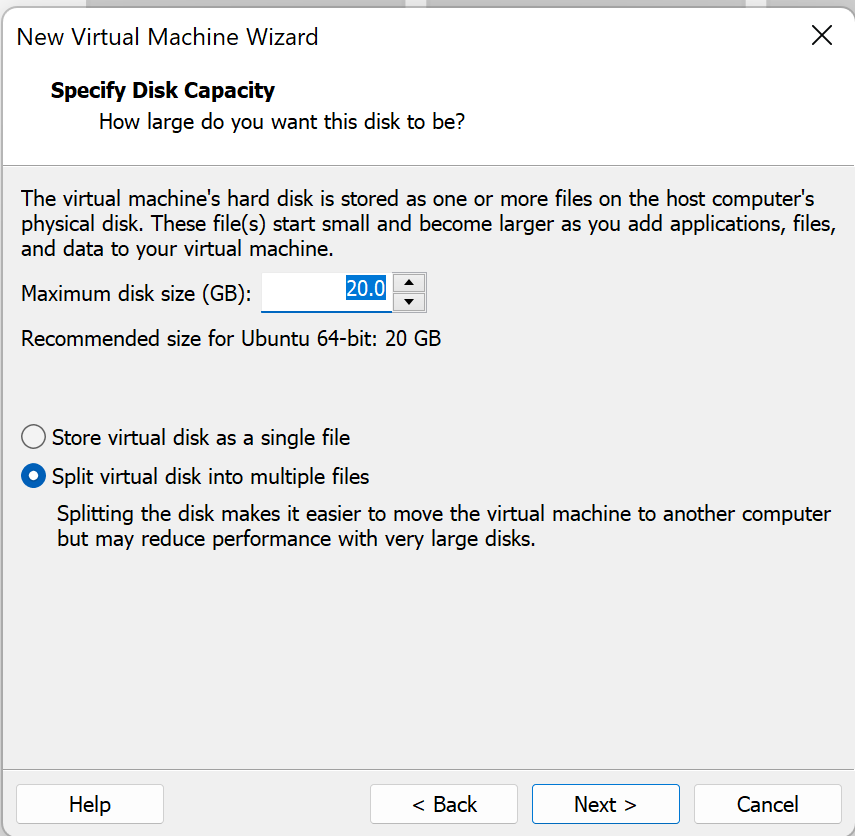 New Virtual Machine Wizard
Specify Disk Capacity
How large do you want this disk to be?
The virtual machine's hard disk is stored as one or more files on the host computer's
physical disk. These file(s) start small and become larger as you add applications, files,
and data to your virtual machine.
Maximum disk size (GB): 20.0
Recommended size for Ubuntu 64-bit: 20 GB
Store virtual disk as a single file
Split virtual disk into multiple files
Splitting the disk makes it easier to move the virtual machine to another computer
but may reduce performance with very large disks.
Help < Back Next > Cancel